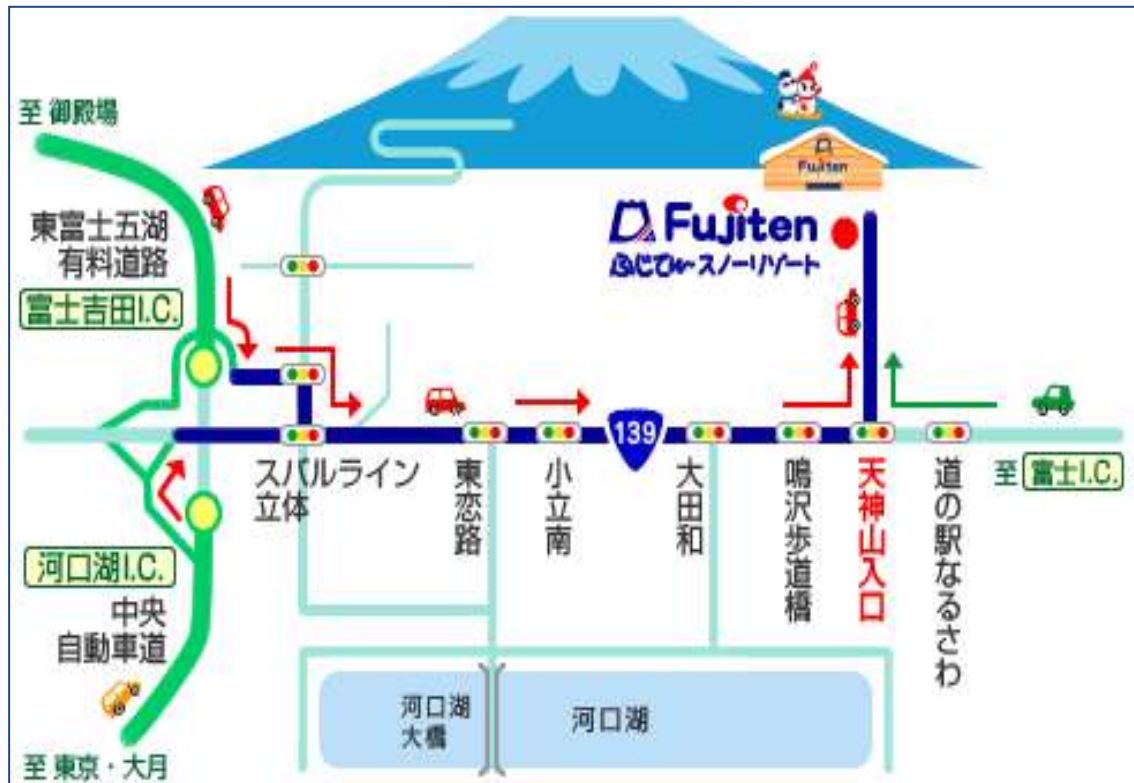 至 御殿場
東富士五湖
有料道路
富士吉田I.C.
Fujiten
Fujiten
ふじてん スノーリゾート
139
スバルライン
立体
東恋路
小立南
大田和
鳴沢歩道橋
天神山入口
道の駅なるさわ
至 富士I.C.
河口湖I.C.
中央
自動車道
至 東京・大月
河口湖
大橋
河口湖